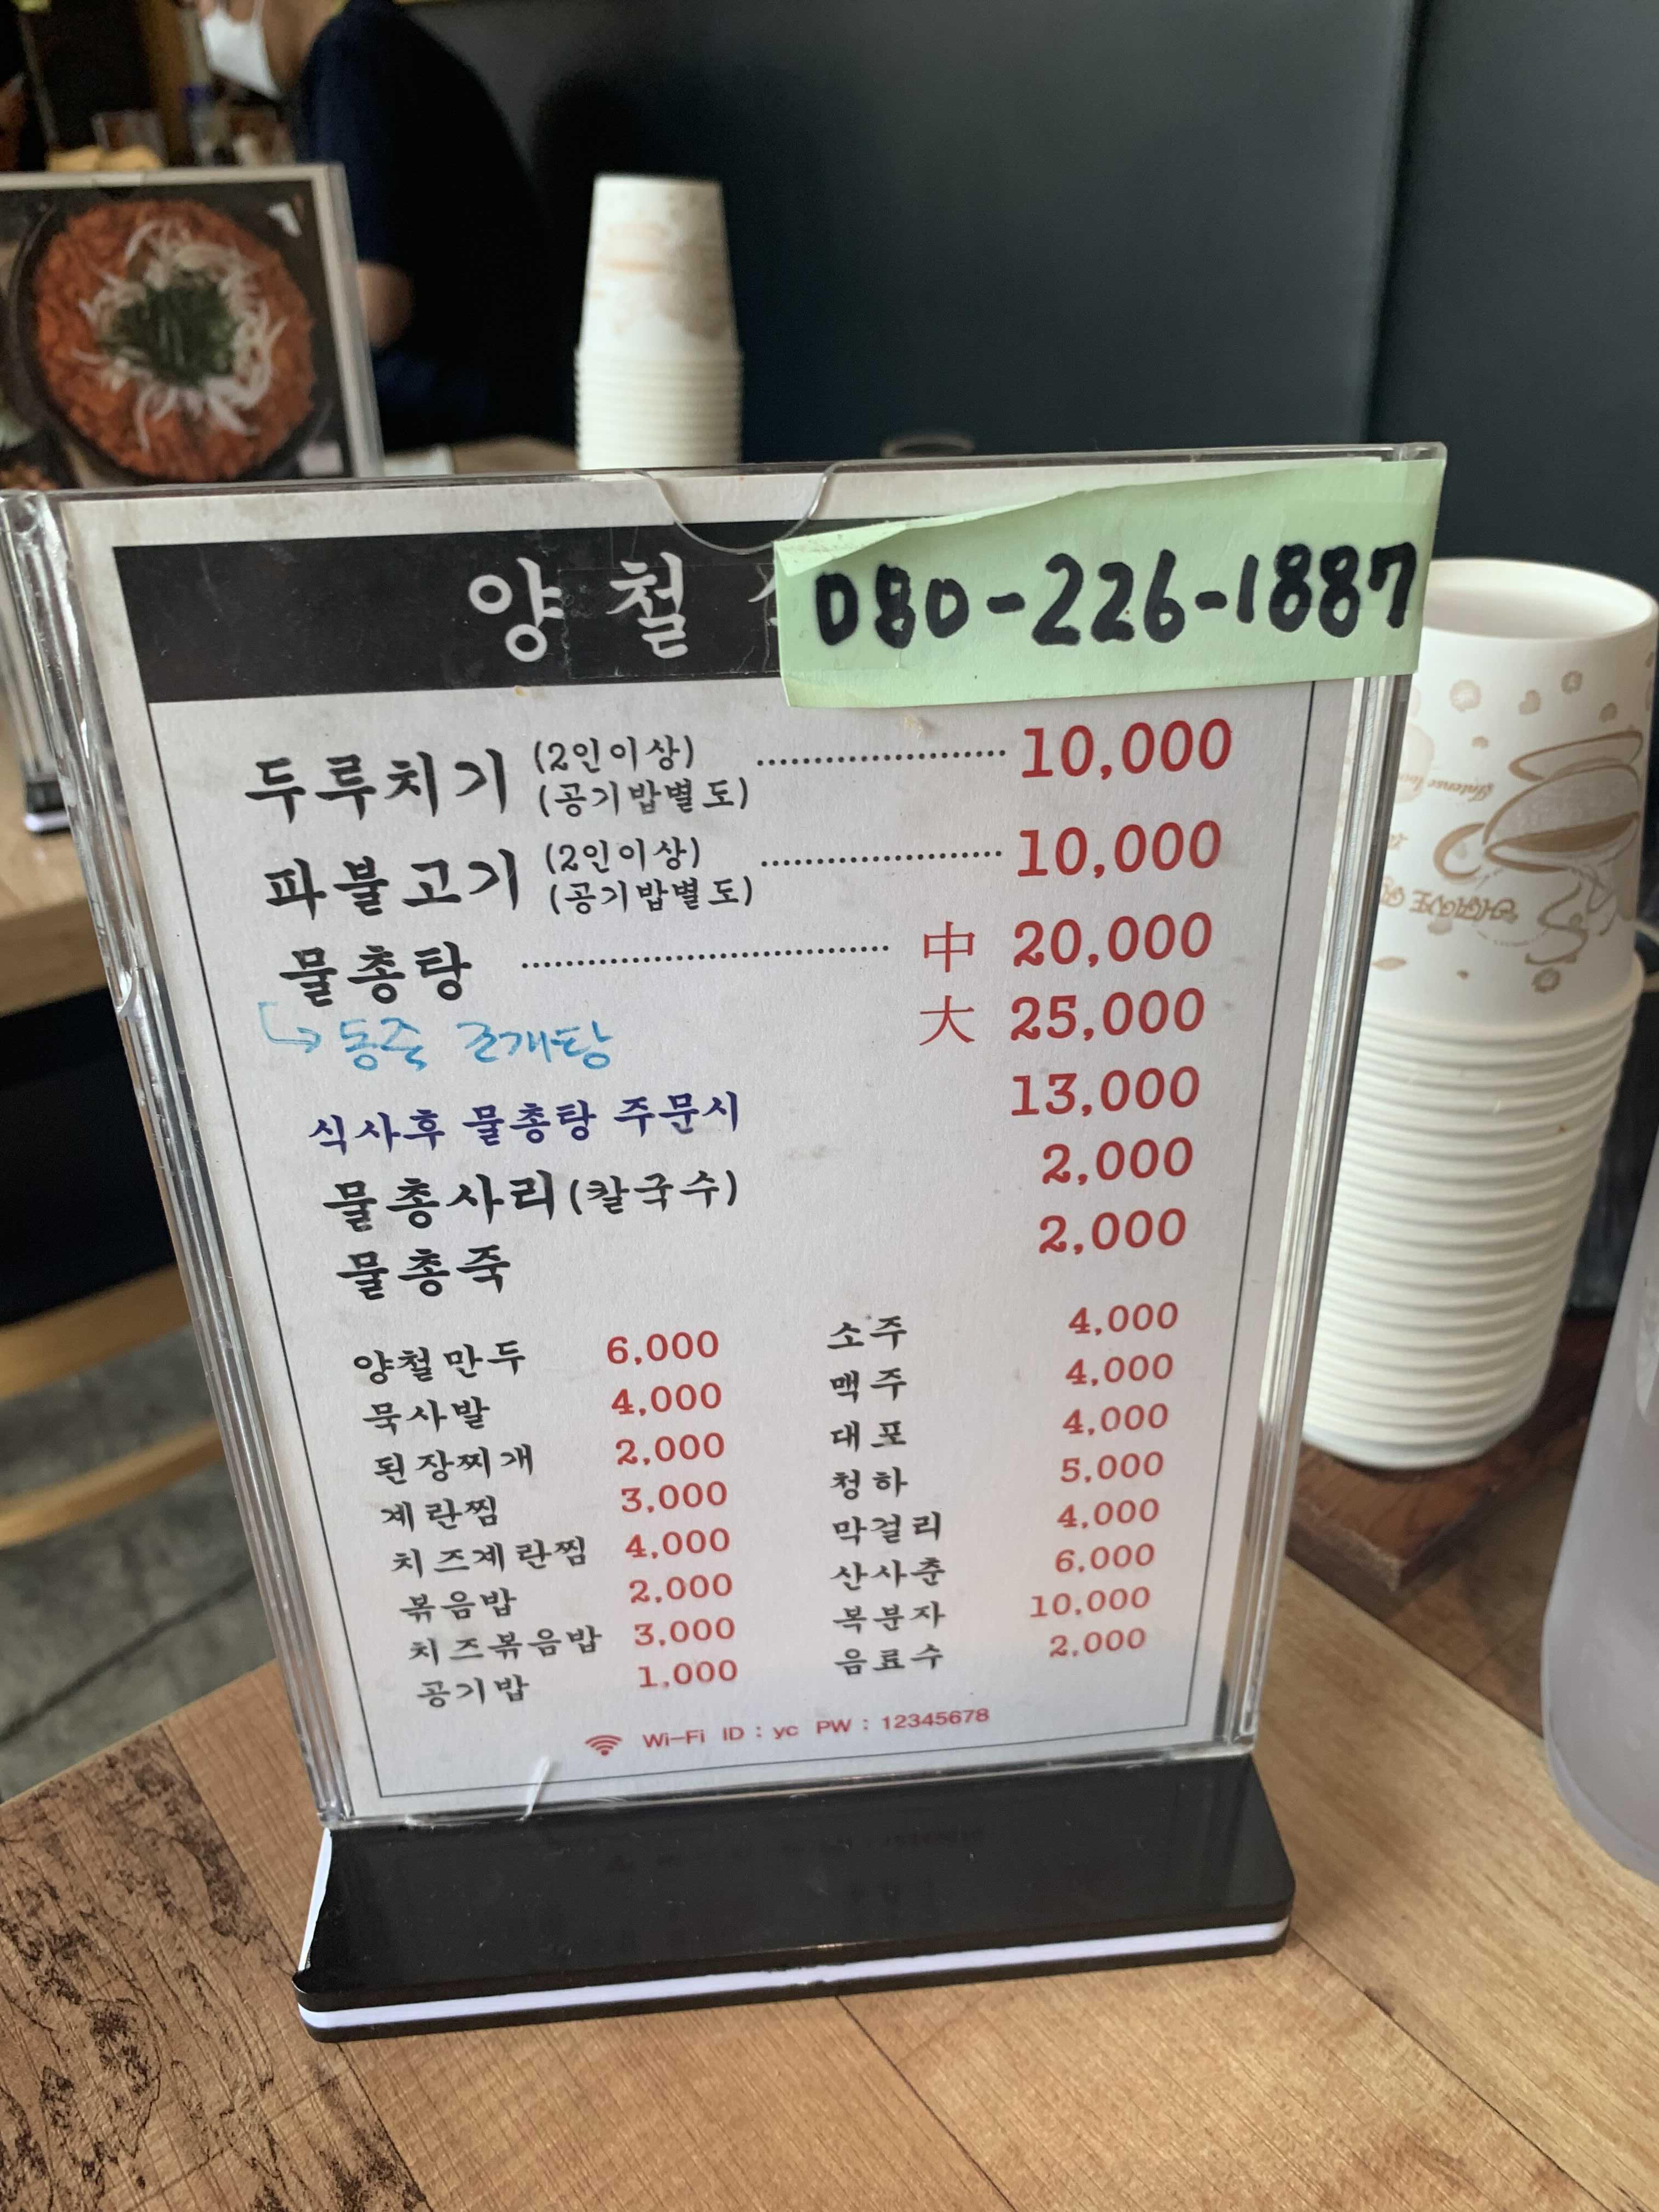 양 철
080-226-1887
두루치기 (2인이상) (공기밥별도) 10,000
파불고기 (2인이상) (공기밥별도) 10,000
물총탕 中 20,000
大 25,000
동죽 조개탕
식사후 물총탕 주문시 13,000
물총사리(칼국수) 2,000
물총죽 2,000
양철만두 6,000
묵사발 4,000
된장찌개 2,000
계란찜 3,000
치즈계란찜 4,000
볶음밥 2,000
치즈볶음밥 3,000
공기밥 1,000
소주 4,000
맥주 4,000
대포 4,000
청하 5,000
막걸리 4,000
산사춘 6,000
복분자 10,000
음료수 2,000
Wi-Fi ID : yc PW : 12345678